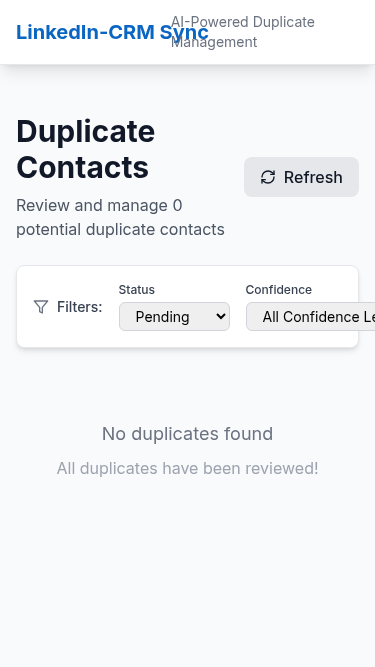 LinkedIn-CRM Sync
AI-Powered Duplicate
Management
Duplicate
Contacts
Refresh
Review and manage 0
potential duplicate contacts
Filters:
Status
Pending
Confidence
All Confidence Le
No duplicates found
All duplicates have been reviewed!